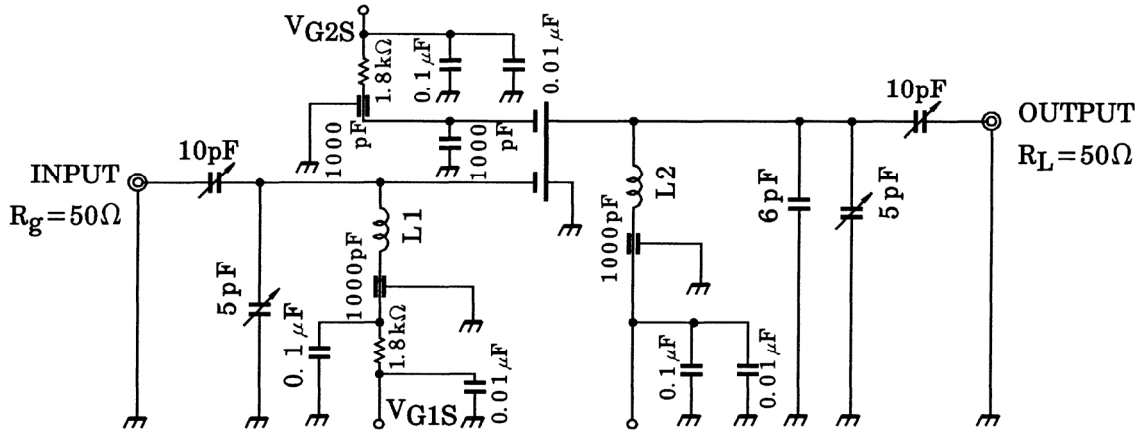 VG2S
1.8kΩ
0.1μF
0.01μF
1000
pF
1000
pF
10pF
INPUT
Rg=50Ω
5pF
L1
1000pF
0.1μF
1.8kΩ
0.01μF
VG1S
L2
1000pF
0.1μF
0.01μF
6pF
5pF
10pF
OUTPUT
RL=50Ω